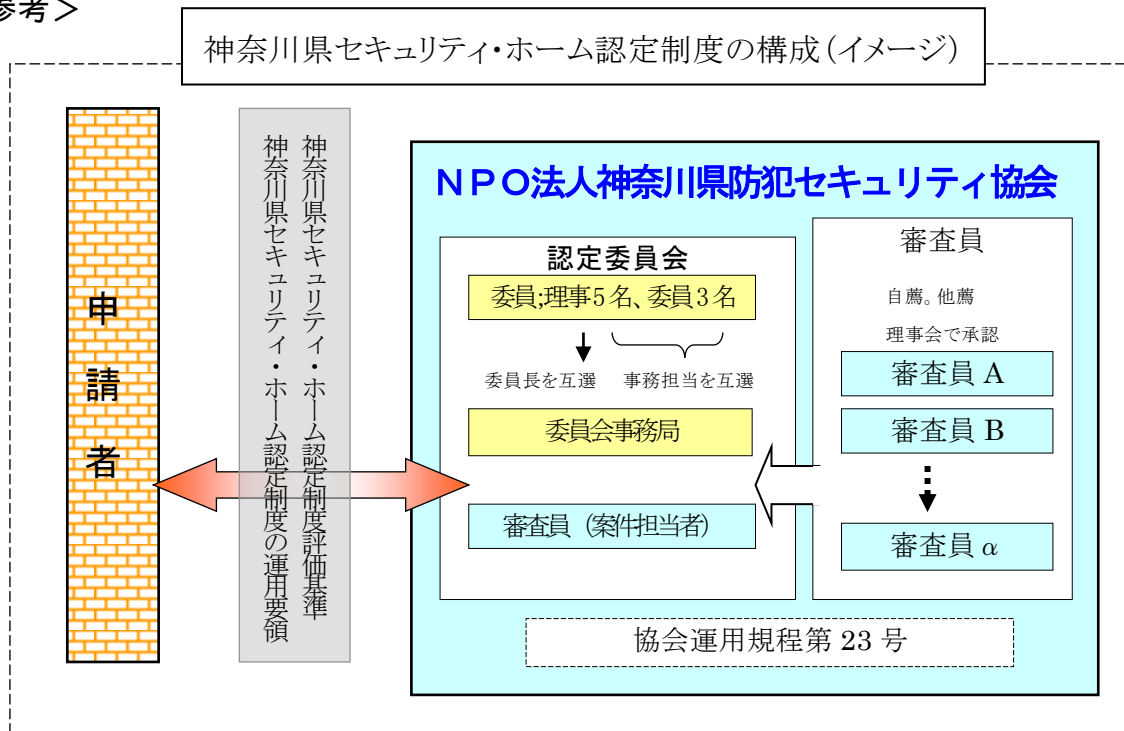 参考＞
神奈川県セキュリティ・ホーム認定制度の構成（イメージ）
申請者
神奈川県セキュリティ・ホーム認定制度評価基準
神奈川県セキュリティ・ホーム認定制度の運用要領
ＮＰＯ法人神奈川県防犯セキュリティ協会
認定委員会
委員;理事5名、委員3名
委員長を互選
事務担当を互選
委員会事務局
審査員（案件担当者）
審査員
自薦。他薦
理事会で承認
審査員 A
審査員 B
審査員 α
協会運用規程第 23 号